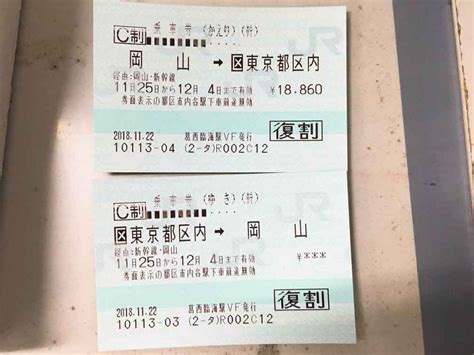 C制 乗車券(かえり)(幹)
岡山 → 区東京都区内
経由:岡山・新幹線
11月25日から12月 4日まで有効 ¥18,860
券面表示の都区市内各駅下車前途無効
復割
2018.11.22 葛西臨海駅VF発行
10113-04 (2-タ)R002C12
C制 乗車券(ゆき)(幹)
区東京都区内 → 岡山
経由:新幹線・岡山
11月25日から12月 4日まで有効 ¥***
券面表示の都区市内各駅下車前途無効
復割
2018.11.22 葛西臨海駅VF発行
10113-03 (2-タ)R002C12